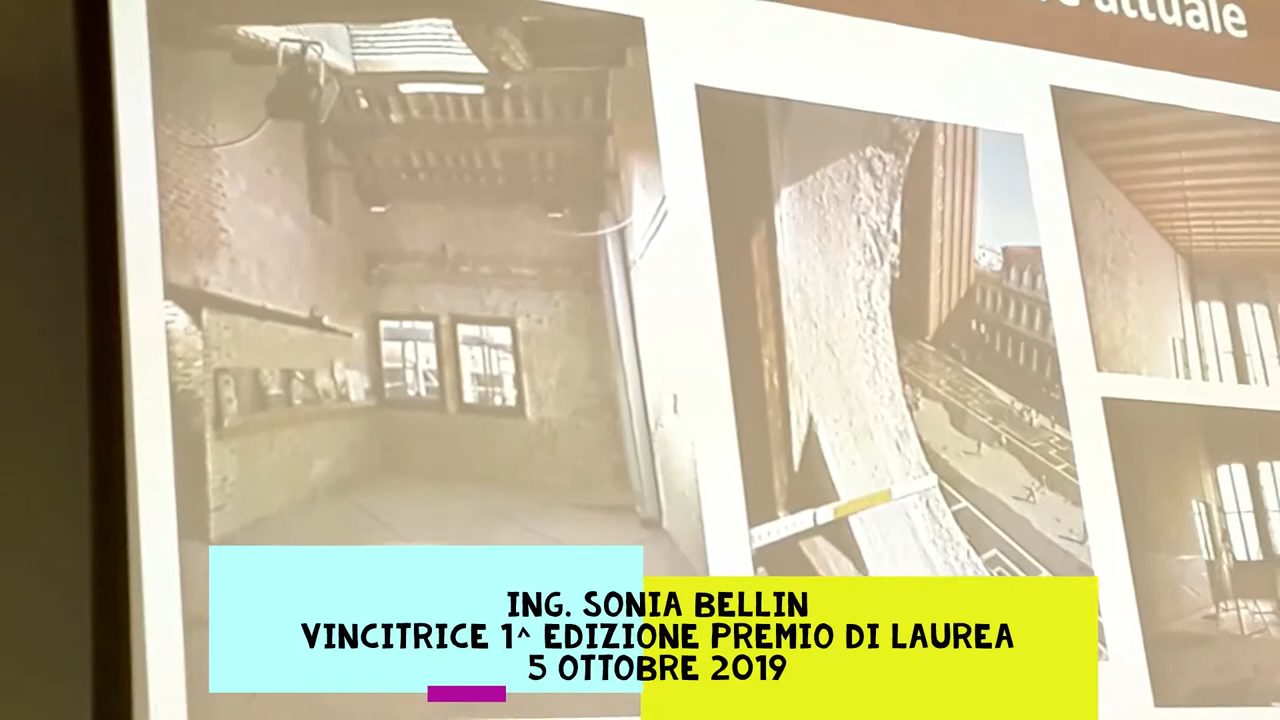 attuale
ING. SONIA BELLIN
VINCITRICE 1^ EDIZIONE PREMIO DI LAUREA
5 OTTOBRE 2019